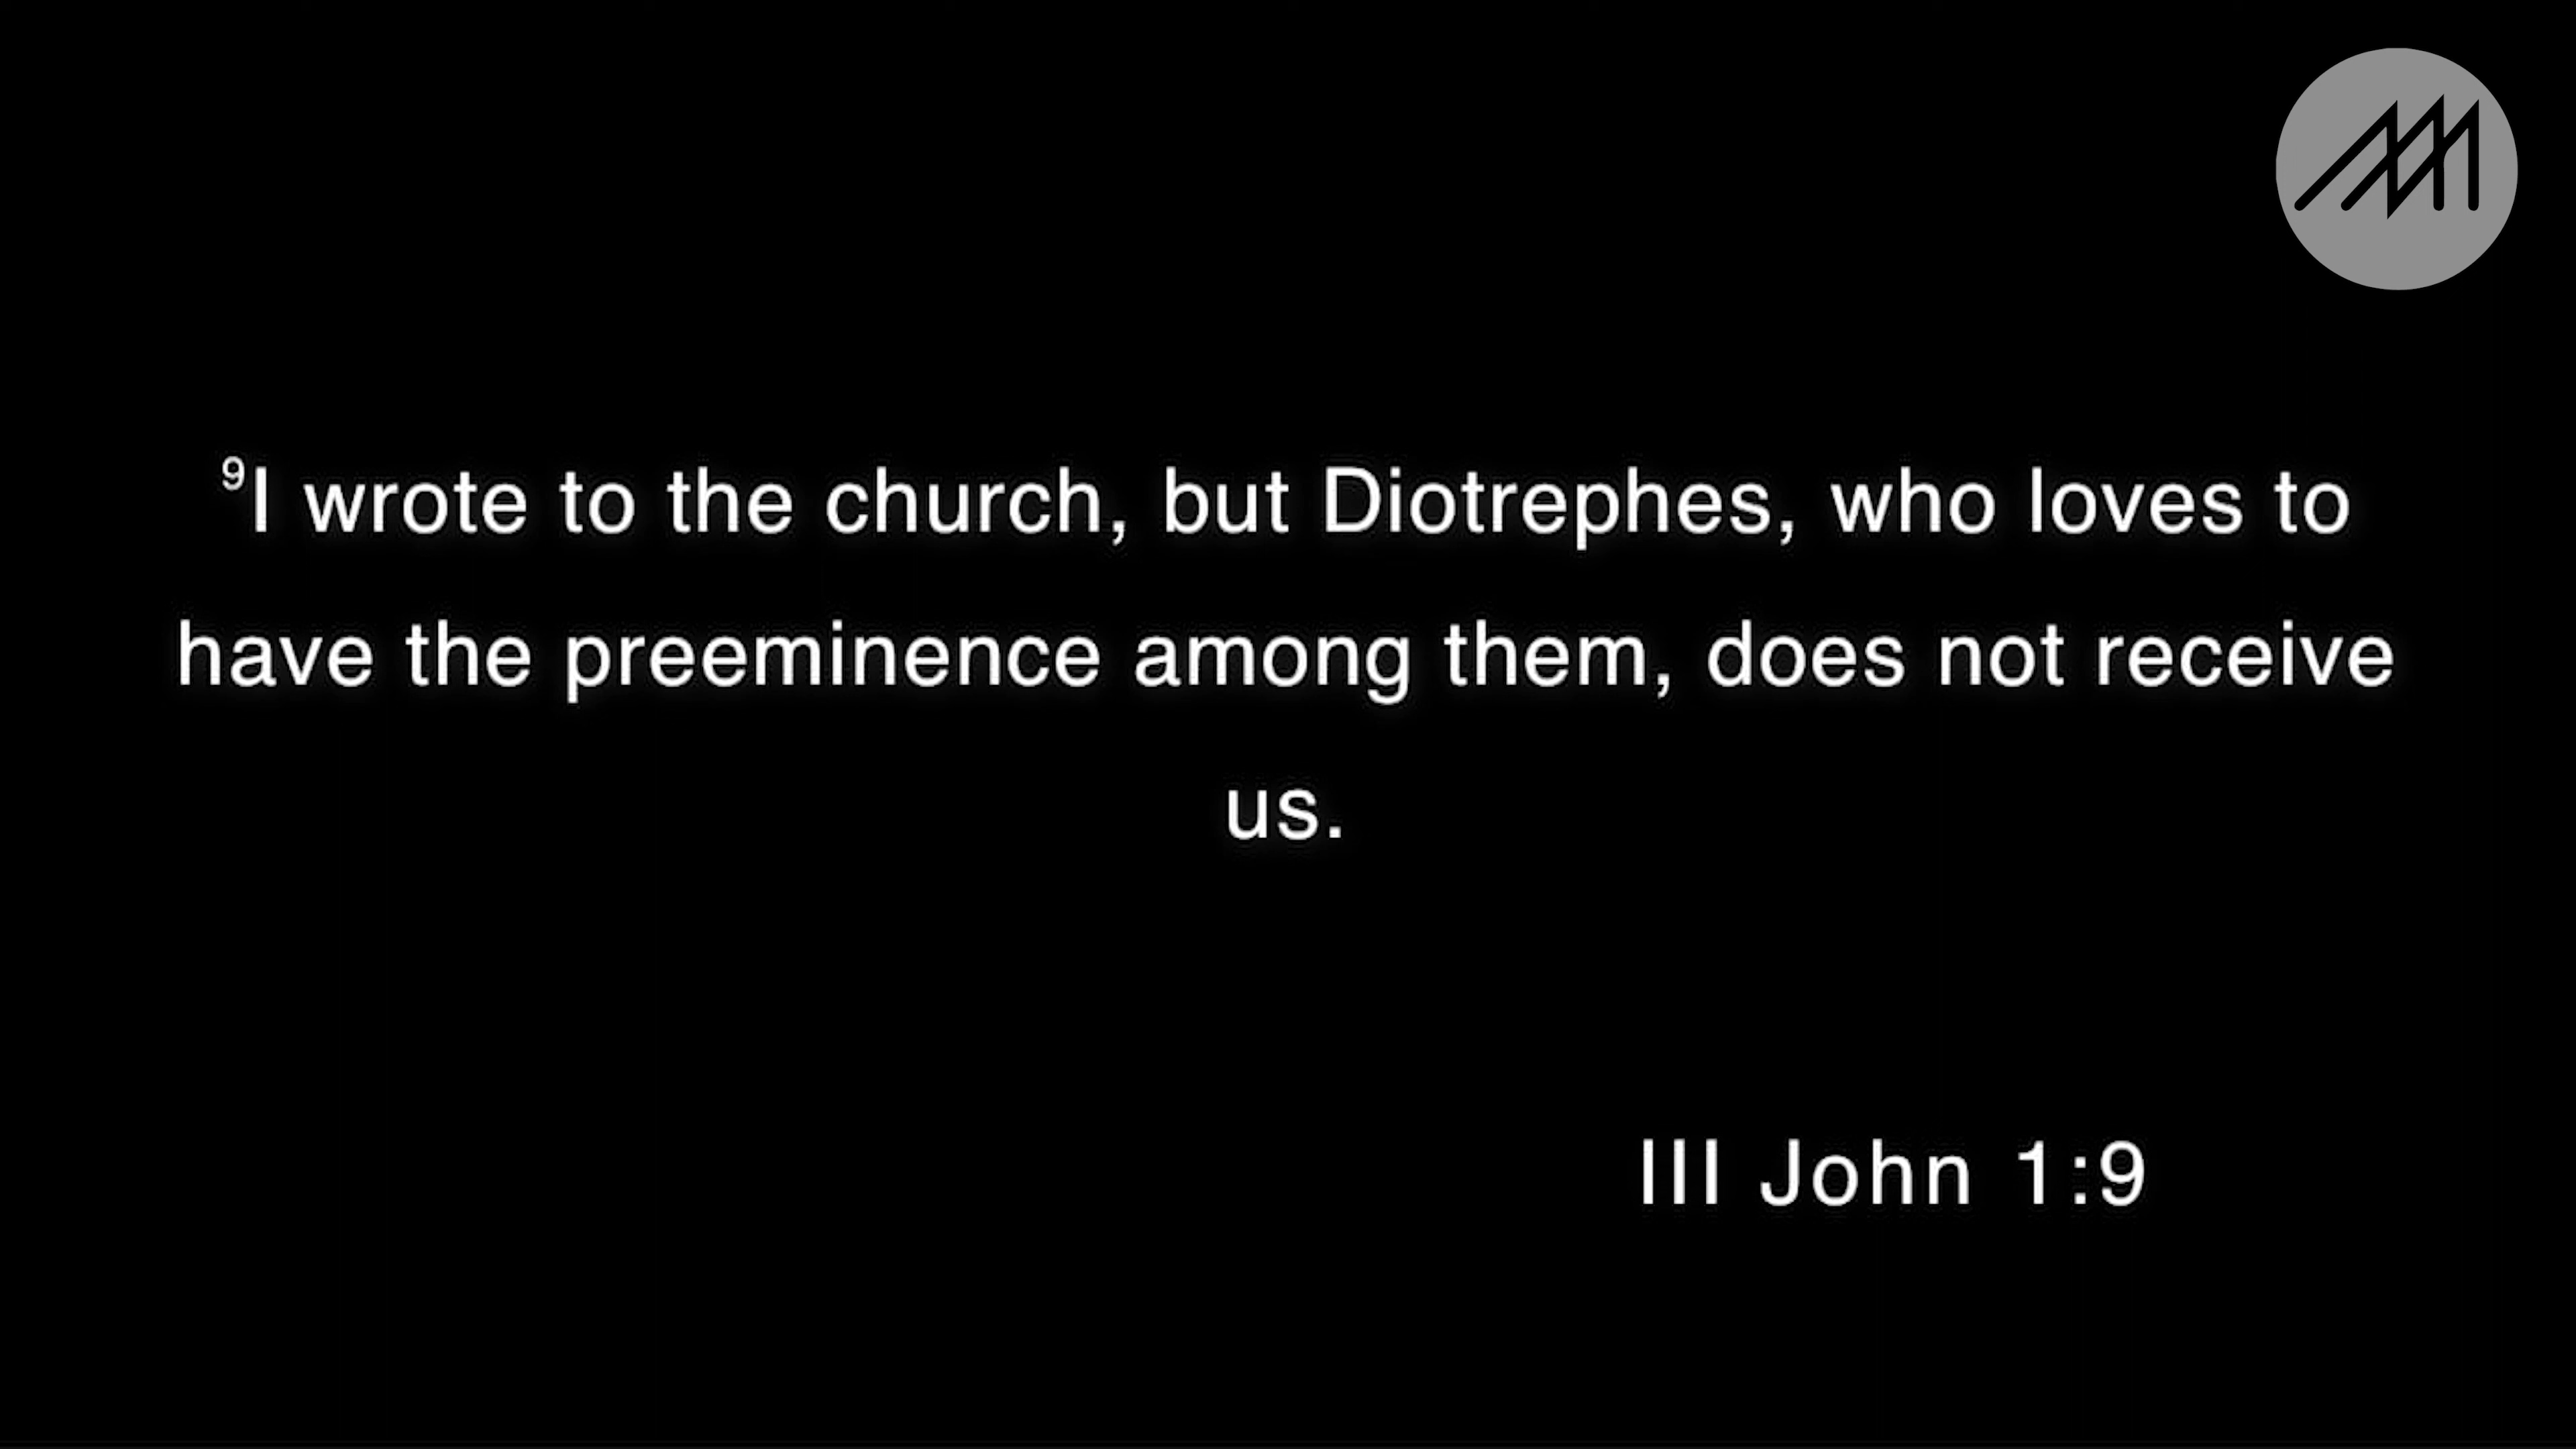 ⁹I wrote to the church, but Diotrephes, who loves to
have the preeminence among them, does not receive
us.
III John 1:9